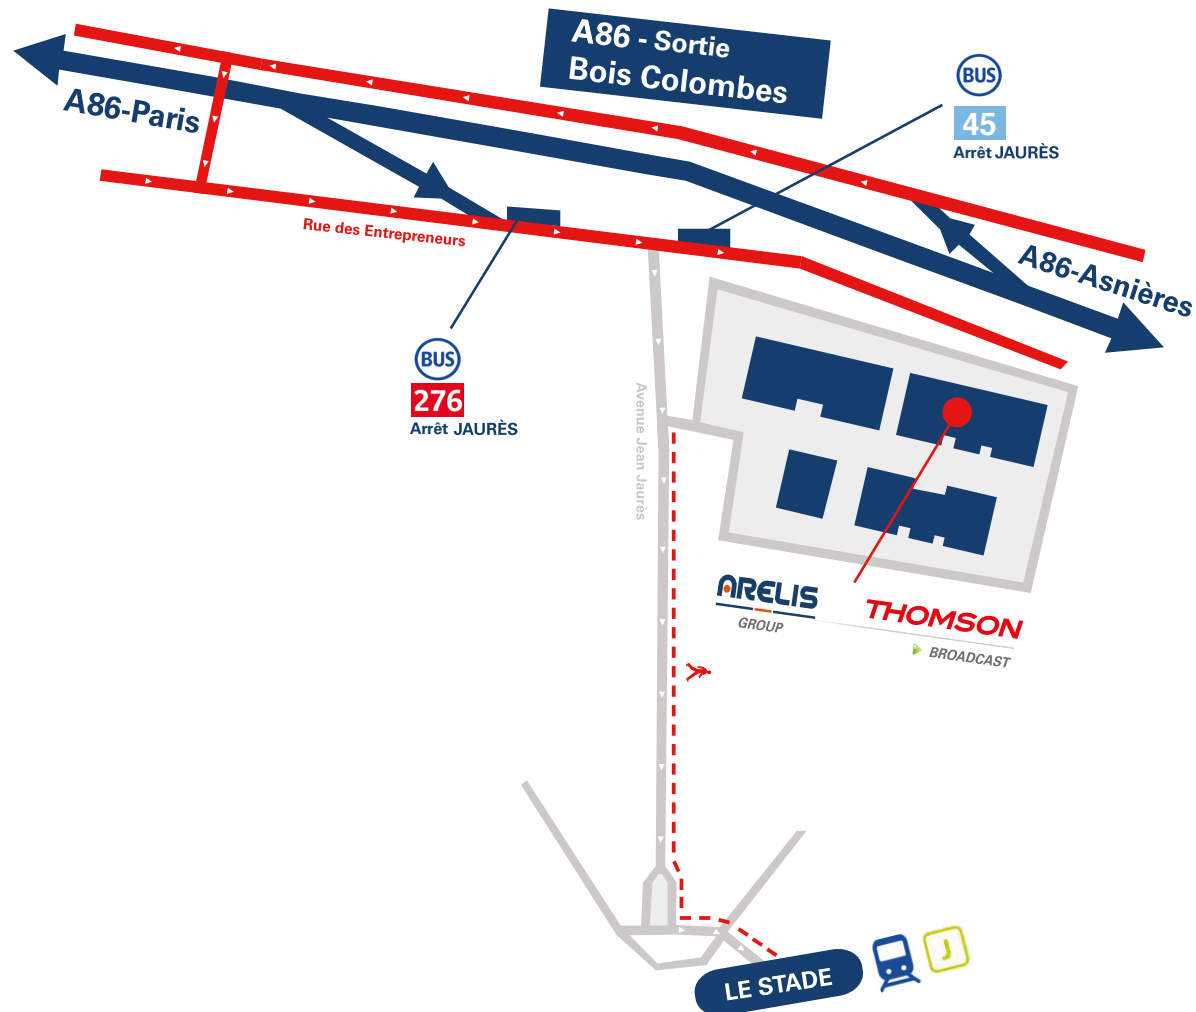 A86 - Sortie
Bois Colombes
BUS
45
Arrêt JAURÈS
A86-Paris
Rue des Entrepreneurs
A86-Asnières
BUS
276
Arrêt JAURÈS
Avenue Jean Jaurès
ARELIS
GROUP
THOMSON
BROADCAST
LE STADE
J